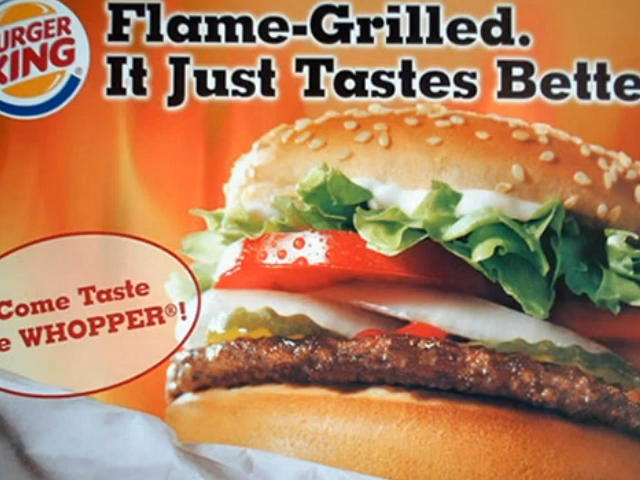 URGER
KING®
Flame-Grilled.
It Just Tastes Bette
Come Taste
e WHOPPER®!